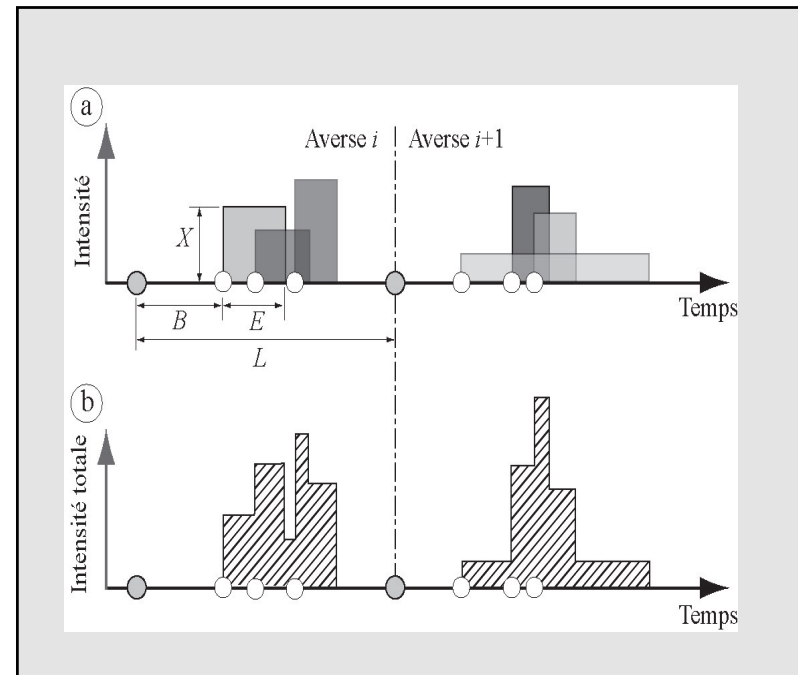 a
Averse i
Averse i+1
Intensité
X
B
E
L
Temps
b
Intensité totale
Temps